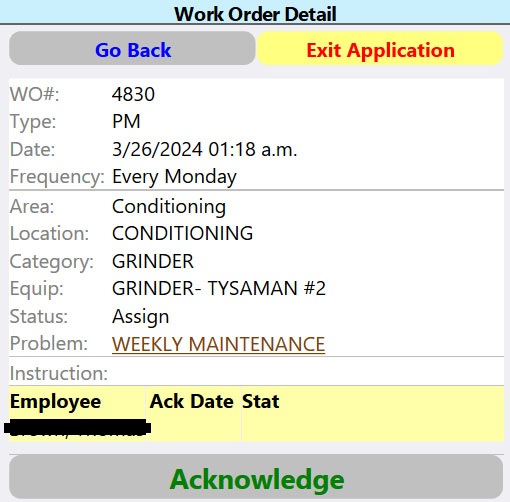 Work Order Detail
Go Back Exit Application
WO#: 4830
Type: PM
Date: 3/26/2024 01:18 a.m.
Frequency: Every Monday
Area: Conditioning
Location: CONDITIONING
Category: GRINDER
Equip: GRINDER- TYSAMAN #2
Status: Assign
Problem: WEEKLY MAINTENANCE
Instruction:
Employee Ack Date Stat
Acknowledge